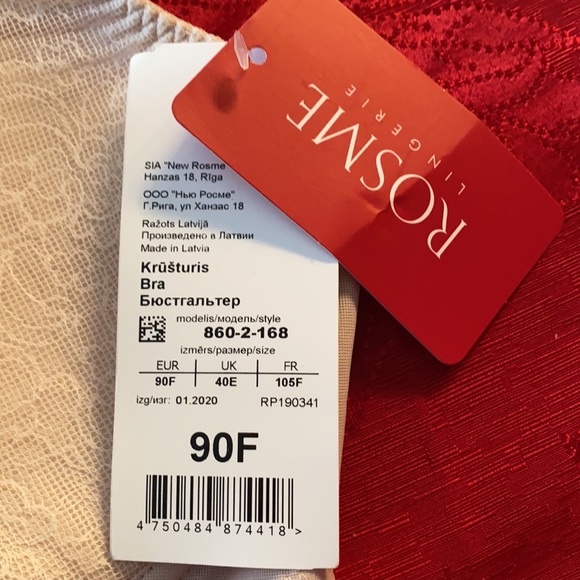 ROSME
LINGERIE
SIA "New Rosme"
Hanzas 18, Rīga
ООО "Нью Росме"
Г.Рига, ул Ханзас 18
Ražots Latvijā
Произведено в Латвии
Made in Latvia
Krūšturis
Bra
Бюстгальтер
modelis/модель/style
860-2-168
izmērs/размер/size
EUR UK FR
90F 40E 105F
izg/изг: 01.2020 RP190341
90F
4 750484 874418 >